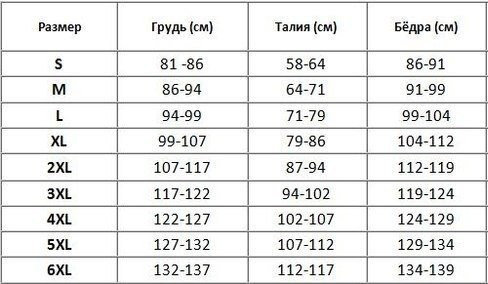 Размер Грудь (см) Талия (см) Бёдра (см)
S 81 -86 58-64 86-91
M 86-94 64-71 91-99
L 94-99 71-79 99-104
XL 99-107 79-86 104-112
2XL 107-117 87-94 112-119
3XL 117-122 94-102 119-124
4XL 122-127 102-107 124-129
5XL 127-132 107-112 129-134
6XL 132-137 112-117 134-139